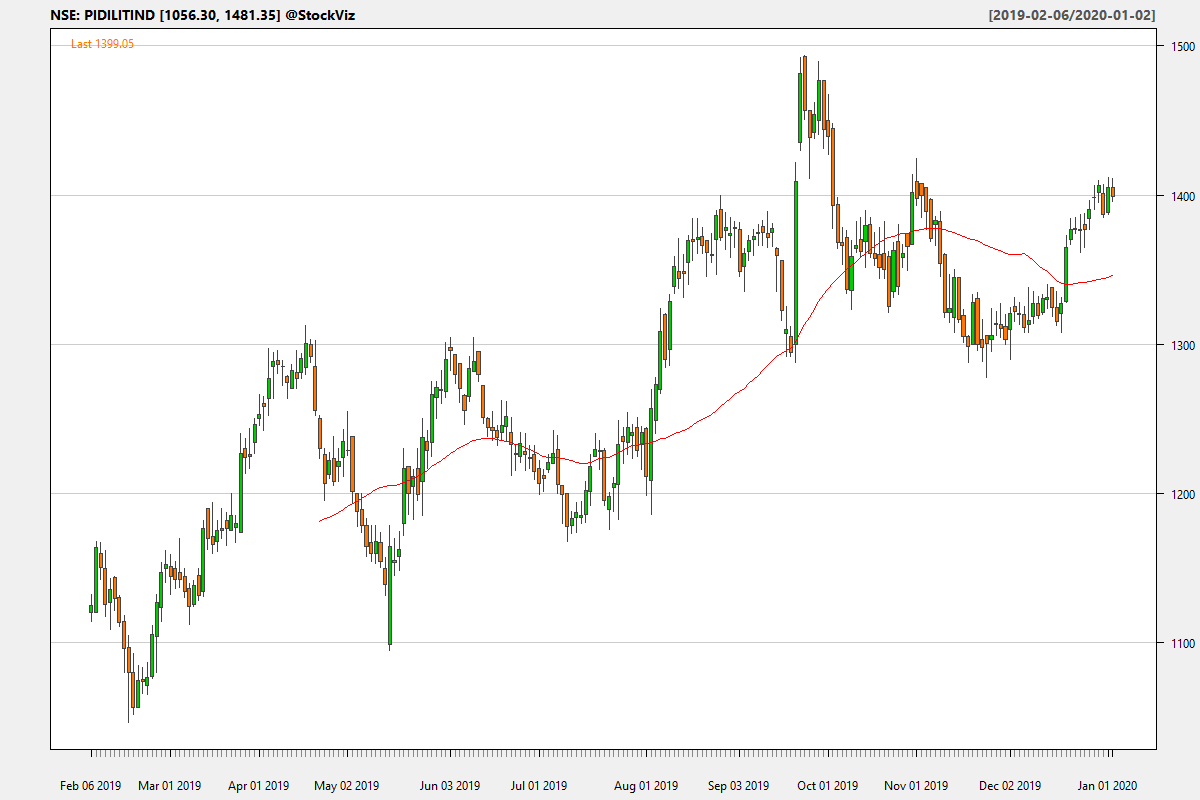 NSE: PIDILITIND [1056.30, 1481.35] @StockViz [2019-02-06/2020-01-02]
Last 1399.05
1500
1400
1300
1200
1100
Feb 06 2019 Mar 01 2019 Apr 01 2019 May 02 2019 Jun 03 2019 Jul 01 2019 Aug 01 2019 Sep 03 2019 Oct 01 2019 Nov 01 2019 Dec 02 2019 Jan 01 2020